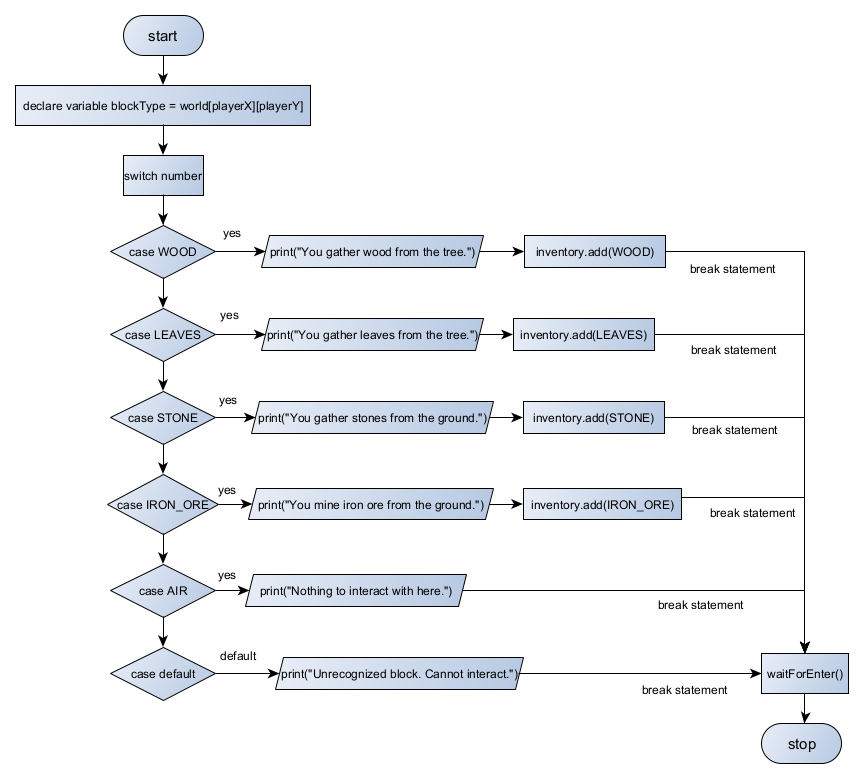 start
declare variable blockType = world[playerX][playerY]
switch number
yes
case WOOD
print("You gather wood from the tree.")
inventory.add(WOOD)
break statement
yes
case LEAVES
print("You gather leaves from the tree.")
inventory.add(LEAVES)
break statement
yes
case STONE
print("You gather stones from the ground.")
inventory.add(STONE)
break statement
yes
case IRON_ORE
print("You mine iron ore from the ground.")
inventory.add(IRON_ORE)
break statement
yes
case AIR
print("Nothing to interact with here.")
break statement
default
case default
print("Unrecognized block. Cannot interact.")
break statement
waitForEnter()
stop